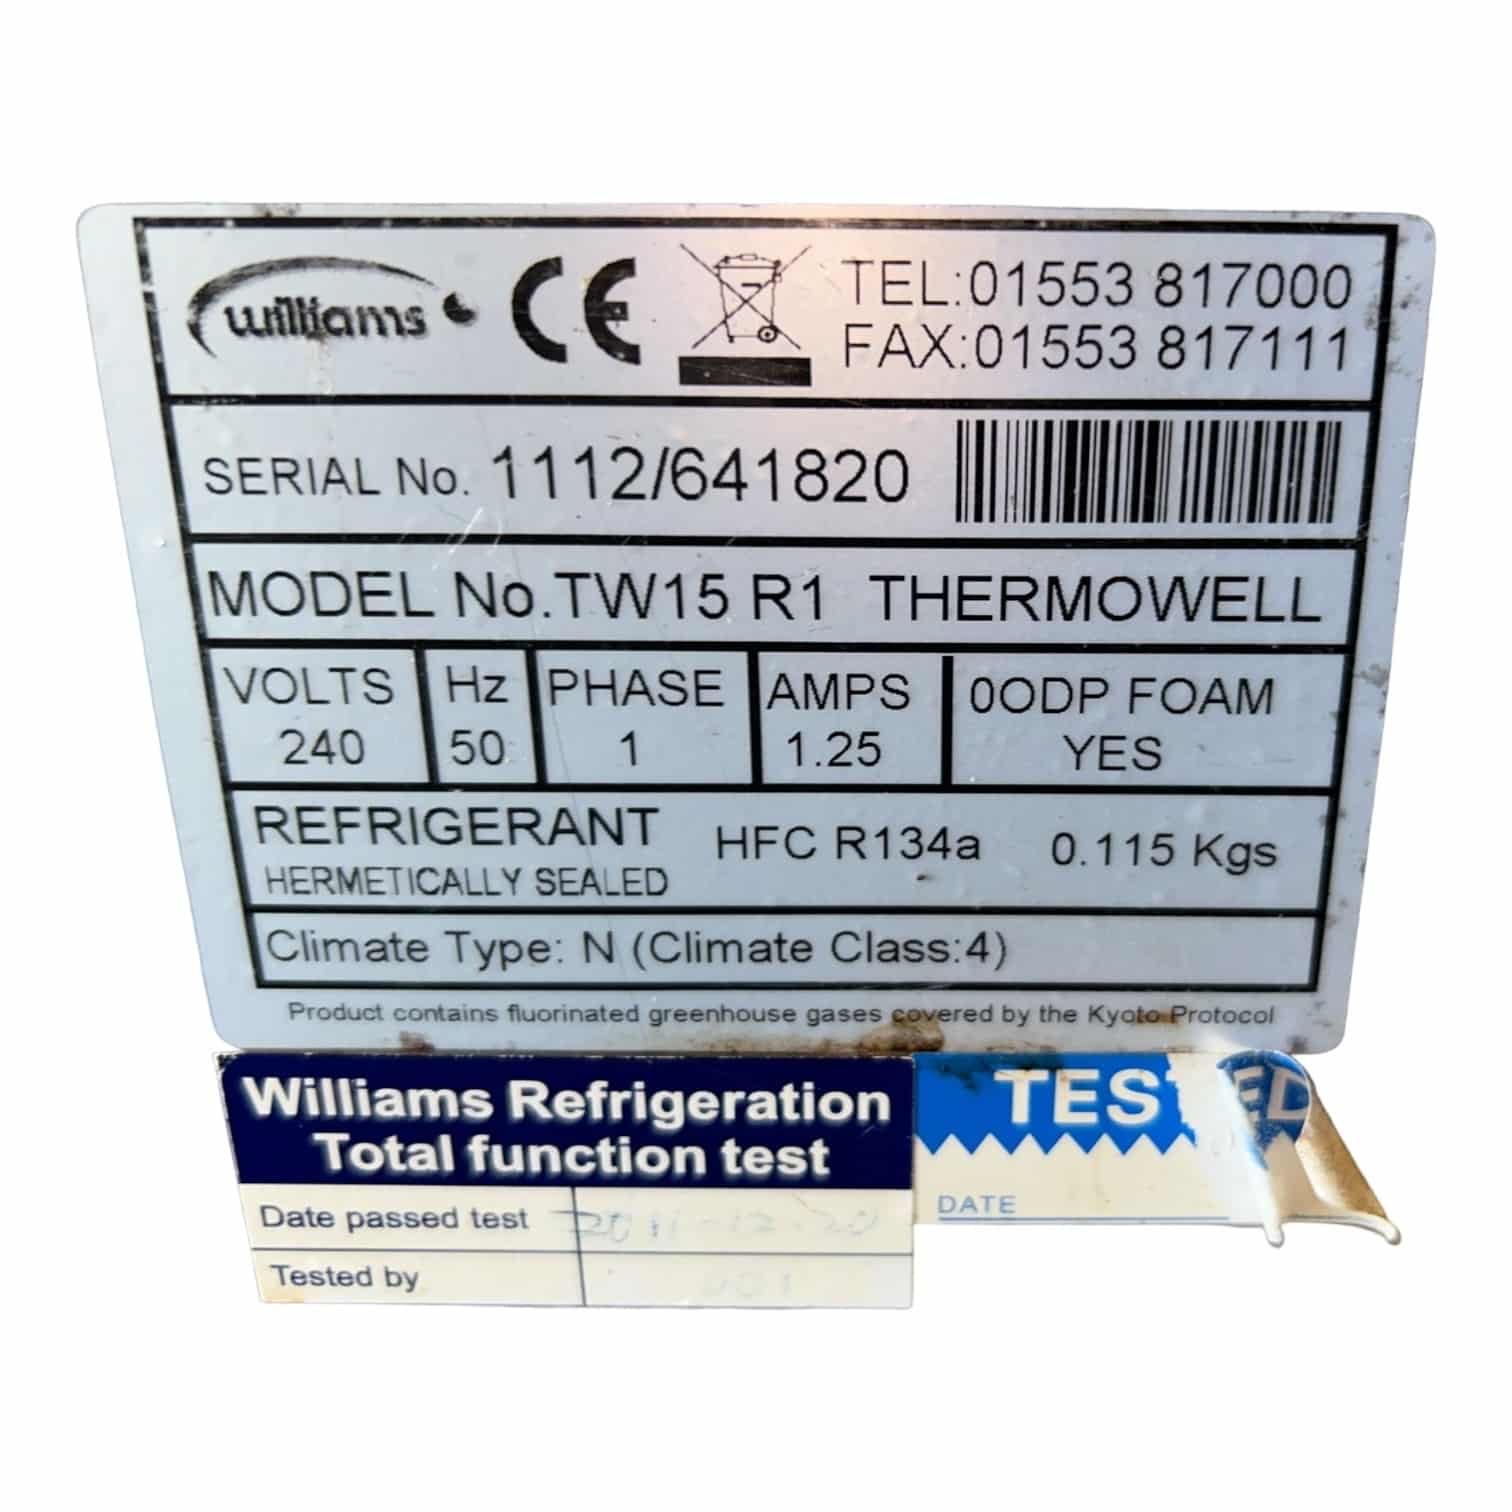 williams CE TEL:01553 817000
FAX:01553 817111
SERIAL No. 1112/641820
MODEL No.TW15 R1 THERMOWELL
VOLTS Hz PHASE AMPS 0ODP FOAM
240 50 1 1.25 YES
REFRIGERANT HFC R134a 0.115 Kgs
HERMETICALLY SEALED
Climate Type: N (Climate Class:4)
Product contains fluorinated greenhouse gases covered by the Kyoto Protocol
Williams Refrigeration
Total function test
Date passed test
Tested by
TESTED
DATE